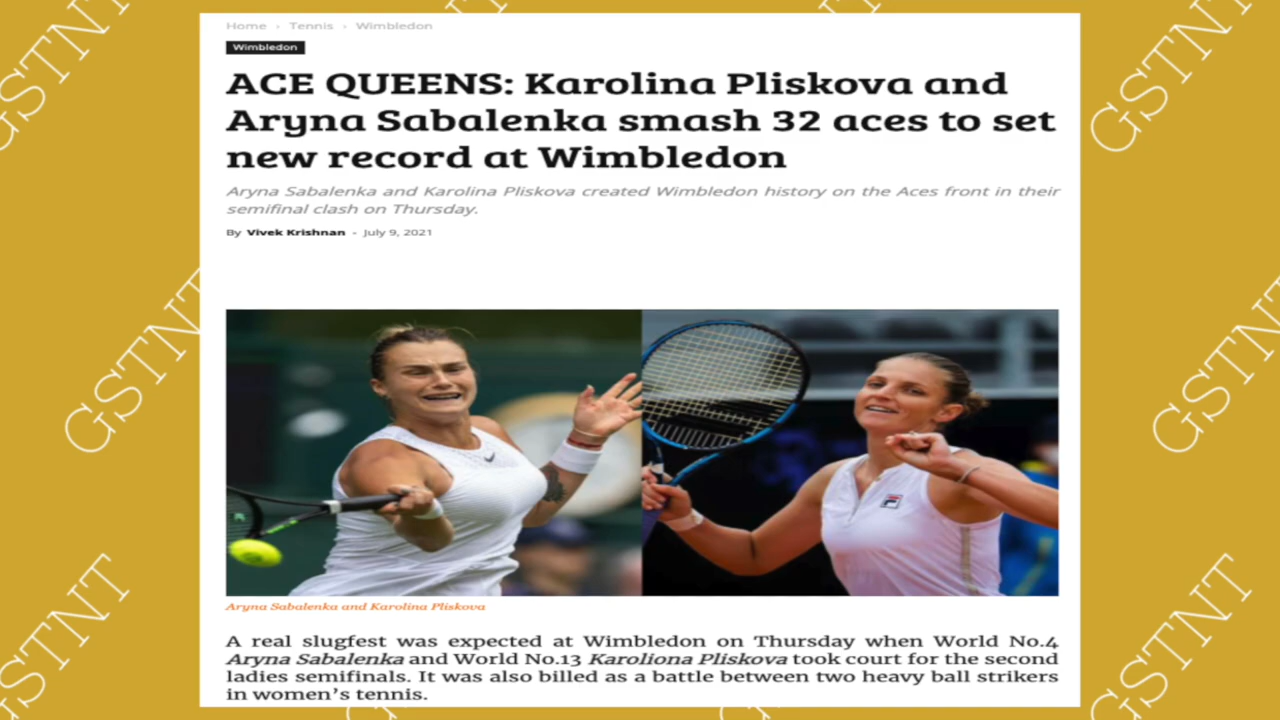 Home › Tennis › Wimbledon
Wimbledon
ACE QUEENS: Karolina Pliskova and
Aryna Sabalenka smash 32 aces to set
new record at Wimbledon
Aryna Sabalenka and Karolina Pliskova created Wimbledon history on the Aces front in their
semifinal clash on Thursday.
By Vivek Krishnan - July 9, 2021
FILA
Aryna Sabalenka and Karolina Pliskova
A real slugfest was expected at Wimbledon on Thursday when World No.4
Aryna Sabalenka and World No.13 Karoliona Pliskova took court for the second
ladies semifinals. It was also billed as a battle between two heavy ball strikers
in women's tennis.
GSTNT
GSTNT
GSTNT
GSTNT
GSTNT
GSTNT